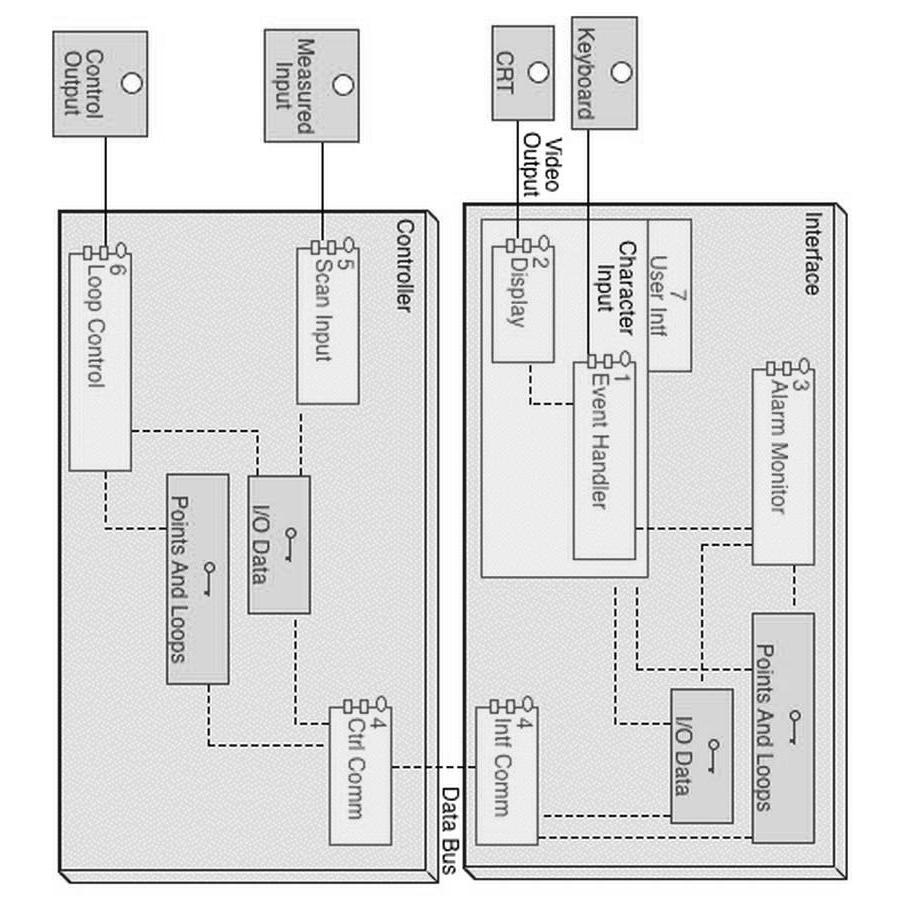 Interface
3
Alarm Monitor
Points And Loops
7
User Intf
I/O Data
Keyboard
Character
Input
1
Event Handler
CRT
Video
Output
2
Display
4
Intf Comm
Data Bus
Controller
Measured
Input
5
Scan Input
4
Ctrl Comm
I/O Data
Points And Loops
Control
Output
6
Loop Control